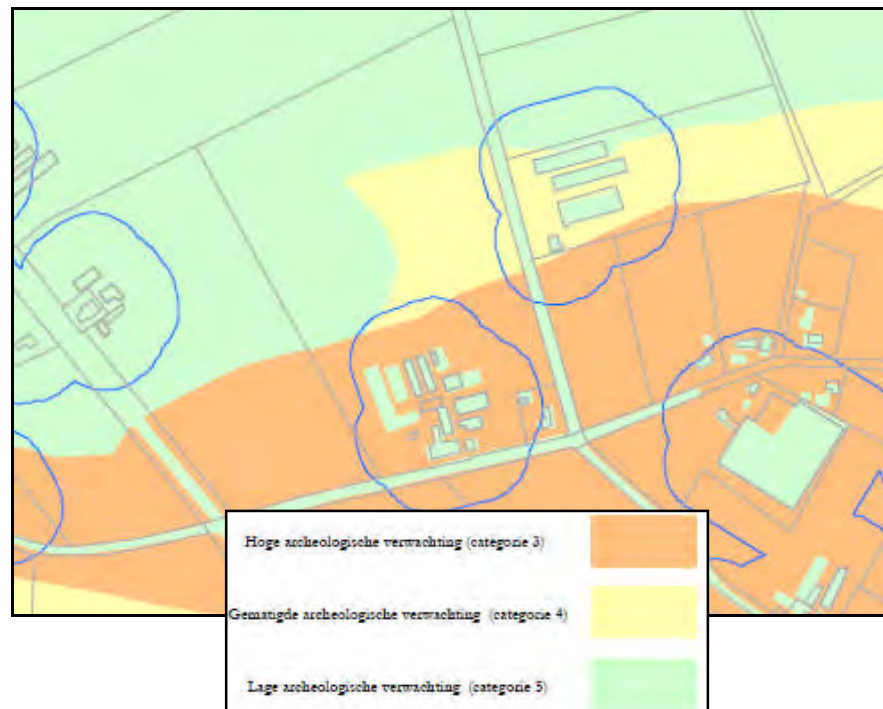 Hoge archeologische verwachting (categorie 3)
Gematigde archeologische verwachting (categorie 4)
Lage archeologische verwachting (categorie 5)